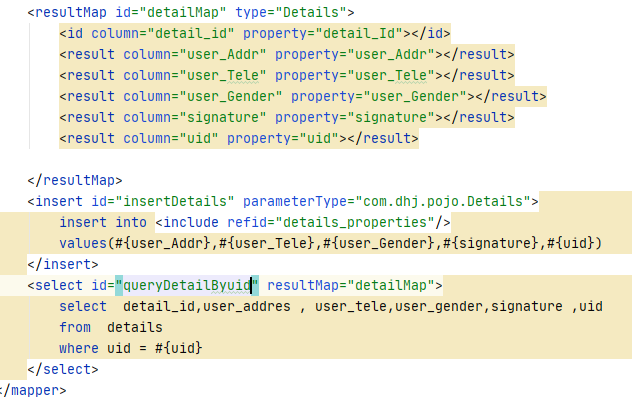 <resultMap id="detailMap" type="Details">
<id column="detail_id" property="detail_Id"></id>
<result column="user_Addr" property="user_Addr"></result>
<result column="user_Tele" property="user_Tele"></result>
<result column="user_Gender" property="user_Gender"></result>
<result column="signature" property="signature"></result>
<result column="uid" property="uid"></result>
</resultMap>
<insert id="insertDetails" parameterType="com.dhj.pojo.Details">
insert into <include refid="details_properties"/>
values(#{user_Addr},#{user_Tele},#{user_Gender},#{signature},#{uid})
</insert>
<select id="queryDetailByuid" resultMap="detailMap">
select  detail_id,user_addres , user_tele,user_gender,signature ,uid
from  details
where uid = #{uid}
</select>
</mapper>